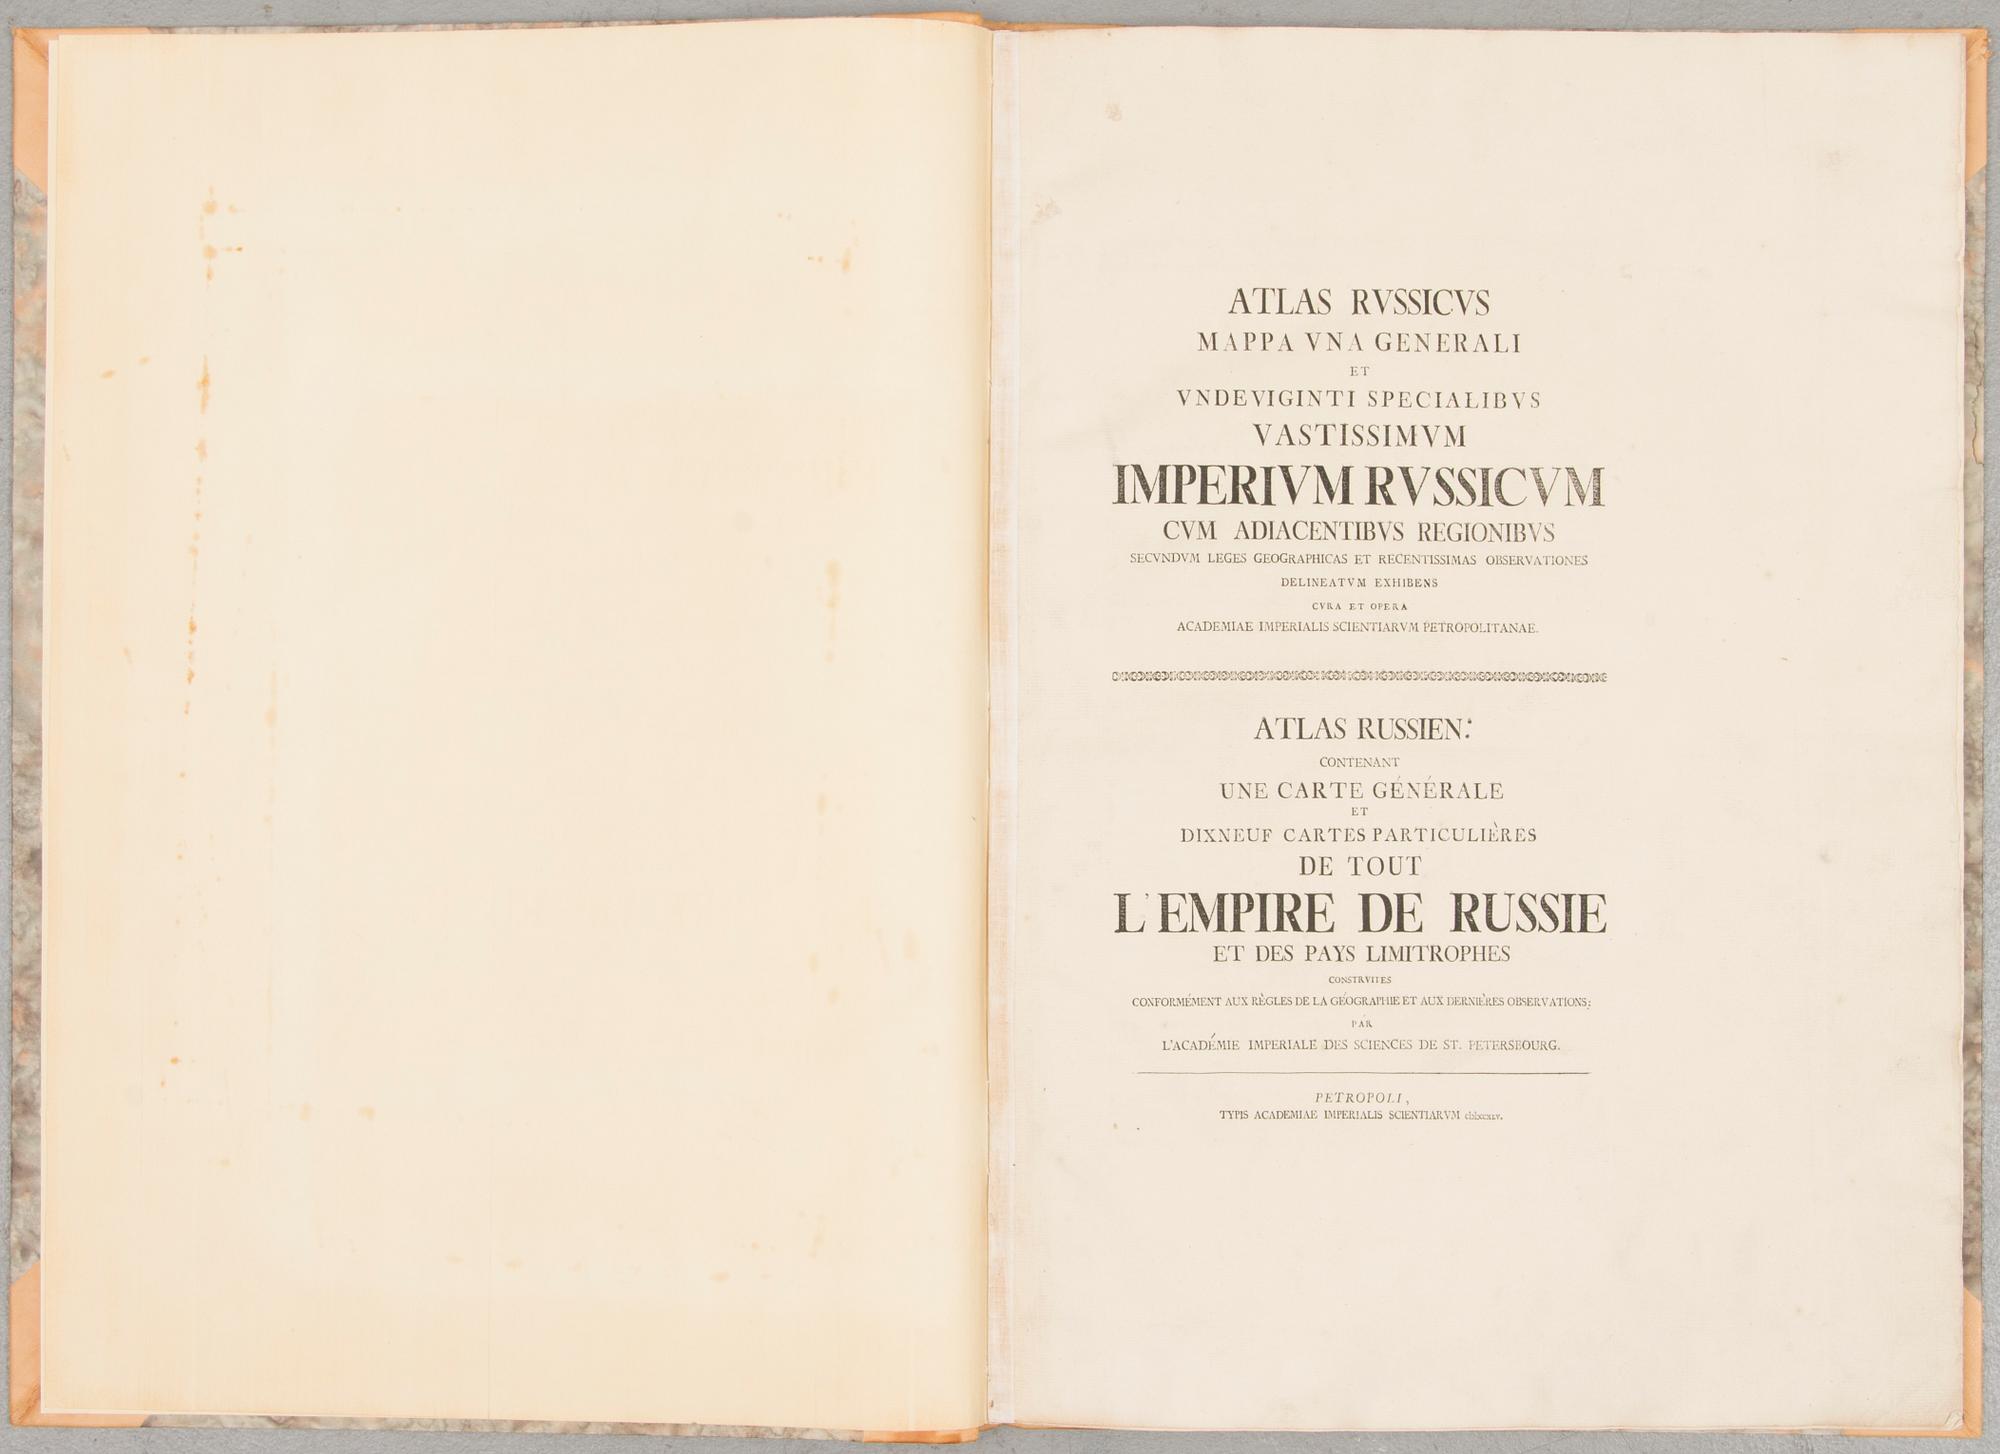 ATLAS RVSSICVS
MAPPA VNA GENERALI
ET
VNDEVIGINTI SPECIALIBVS
VASTISSIMVM
IMPERIVM RVSSICVM
CVM ADIACENTIBVS REGIONIBVS
SECVNDVM LEGES GEOGRAPHICAS ET RECENTISSIMAS OBSERVATIONES
DELINEATVM EXHIBENS
CVRA ET OPERA
ACADEMIAE IMPERIALIS SCIENTIARVM PETROPOLITANAE.
ATLAS RUSSIEN:
CONTENANT
UNE CARTE GÉNÉRALE
ET
DIXNEUF CARTES PARTICULIÈRES
DE TOUT
L'EMPIRE DE RUSSIE
ET DES PAYS LIMITROPHES
CONSTRVITES
CONFORMÉMENT AUX RÈGLES DE LA GÉOGRAPHIE ET AUX DERNIÈRES OBSERVATIONS;
PAR
L'ACADÉMIE IMPERIALE DES SCIENCES DE ST. PETERSBOURG.
PETROPOLI,
TYPIS ACADEMIAE IMPERIALIS SCIENTIARVM